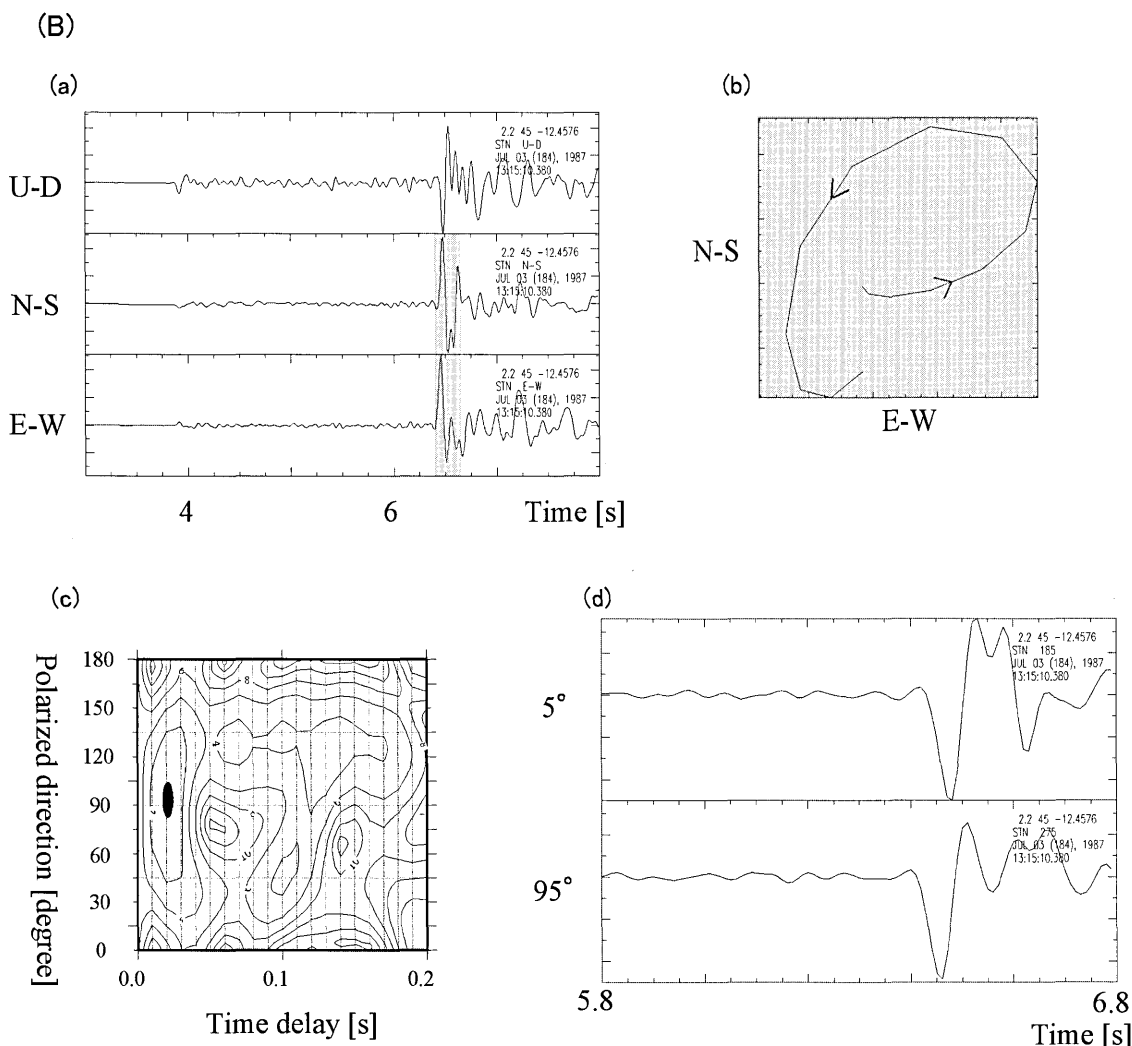 (B)
(a)
U-D
2.2 45 -12.4576
STN U-D
JUL 03 (184), 1987
13:15:10.380
N-S
2.2 45 -12.4576
STN N-S
JUL 03 (184), 1987
13:15:10.380
E-W
2.2 45 -12.4576
STN E-W
JUL 03 (184), 1987
13:15:10.380
4 6 Time [s]
(b)
N-S
E-W
(c)
Polarized direction [degree]
180
150
120
90
60
30
0
0.0 0.1 0.2
Time delay [s]
(d)
5°
2.2 45 -12.4576
STN 185
JUL 03 (184), 1987
13:15:10.380
95°
2.2 45 -12.4576
STN 275
JUL 03 (184), 1987
13:15:10.380
5.8 6.8
Time [s]